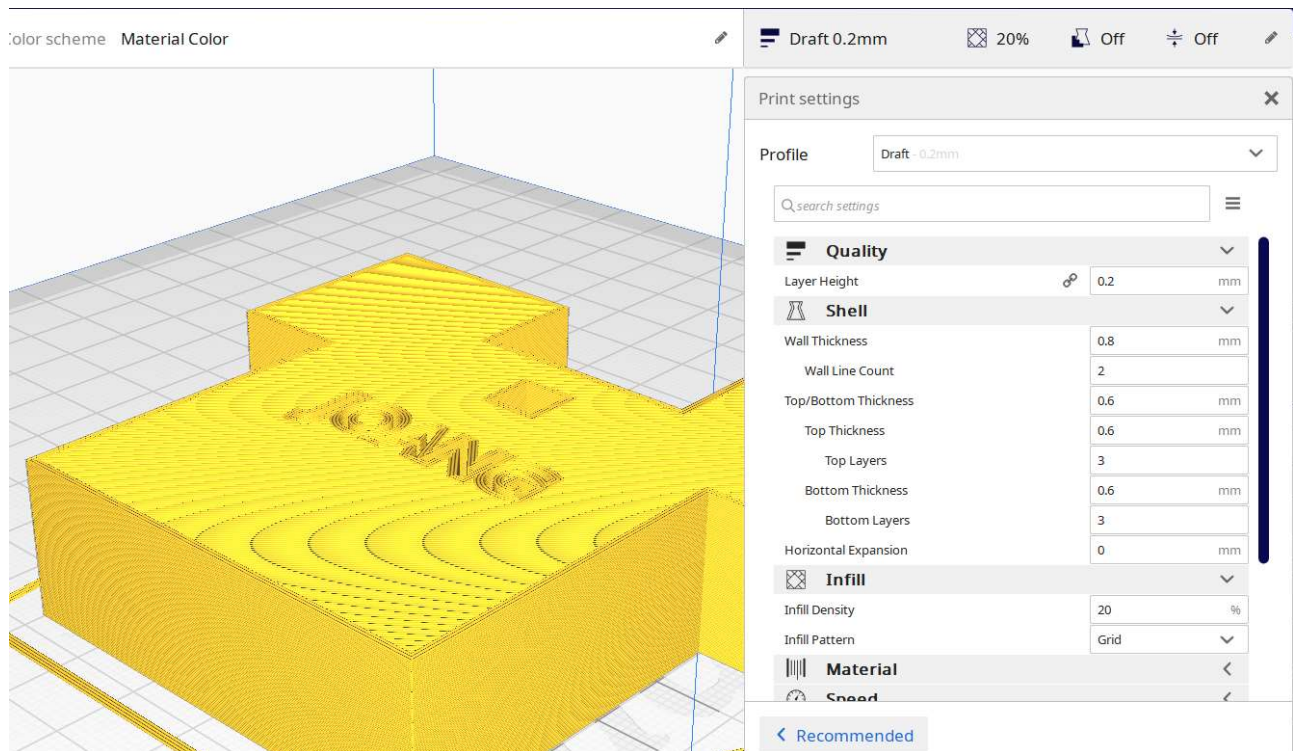 Color scheme Material Color
Draft 0.2mm 20% Off Off
Print settings
Profile Draft - 0.2mm
search settings
Quality
Layer Height 0.2 mm
Shell
Wall Thickness 0.8 mm
Wall Line Count 2
Top/Bottom Thickness 0.6 mm
Top Thickness 0.6 mm
Top Layers 3
Bottom Thickness 0.6 mm
Bottom Layers 3
Horizontal Expansion 0 mm
Infill
Infill Density 20 %
Infill Pattern Grid
Material
Speed
Recommended